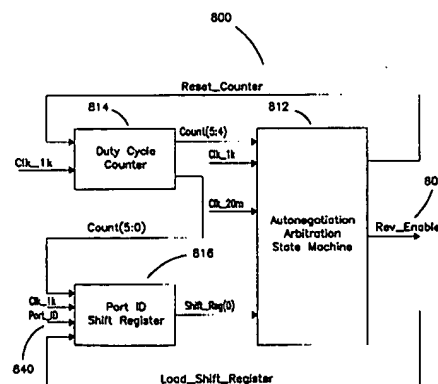 800
Reset_Counter
814
812
Duty Cycle
Counter
Count(5:4)
Clk_1k
Clk_1k
Clk_20m
80
Rev_Enable
Autonegotiation
Arbitration
State Machine
Count(5:0)
816
Clk_1k
Port_ID
Port ID
Shift Register
Shift_Reg(0)
840
Load_Shift_Register